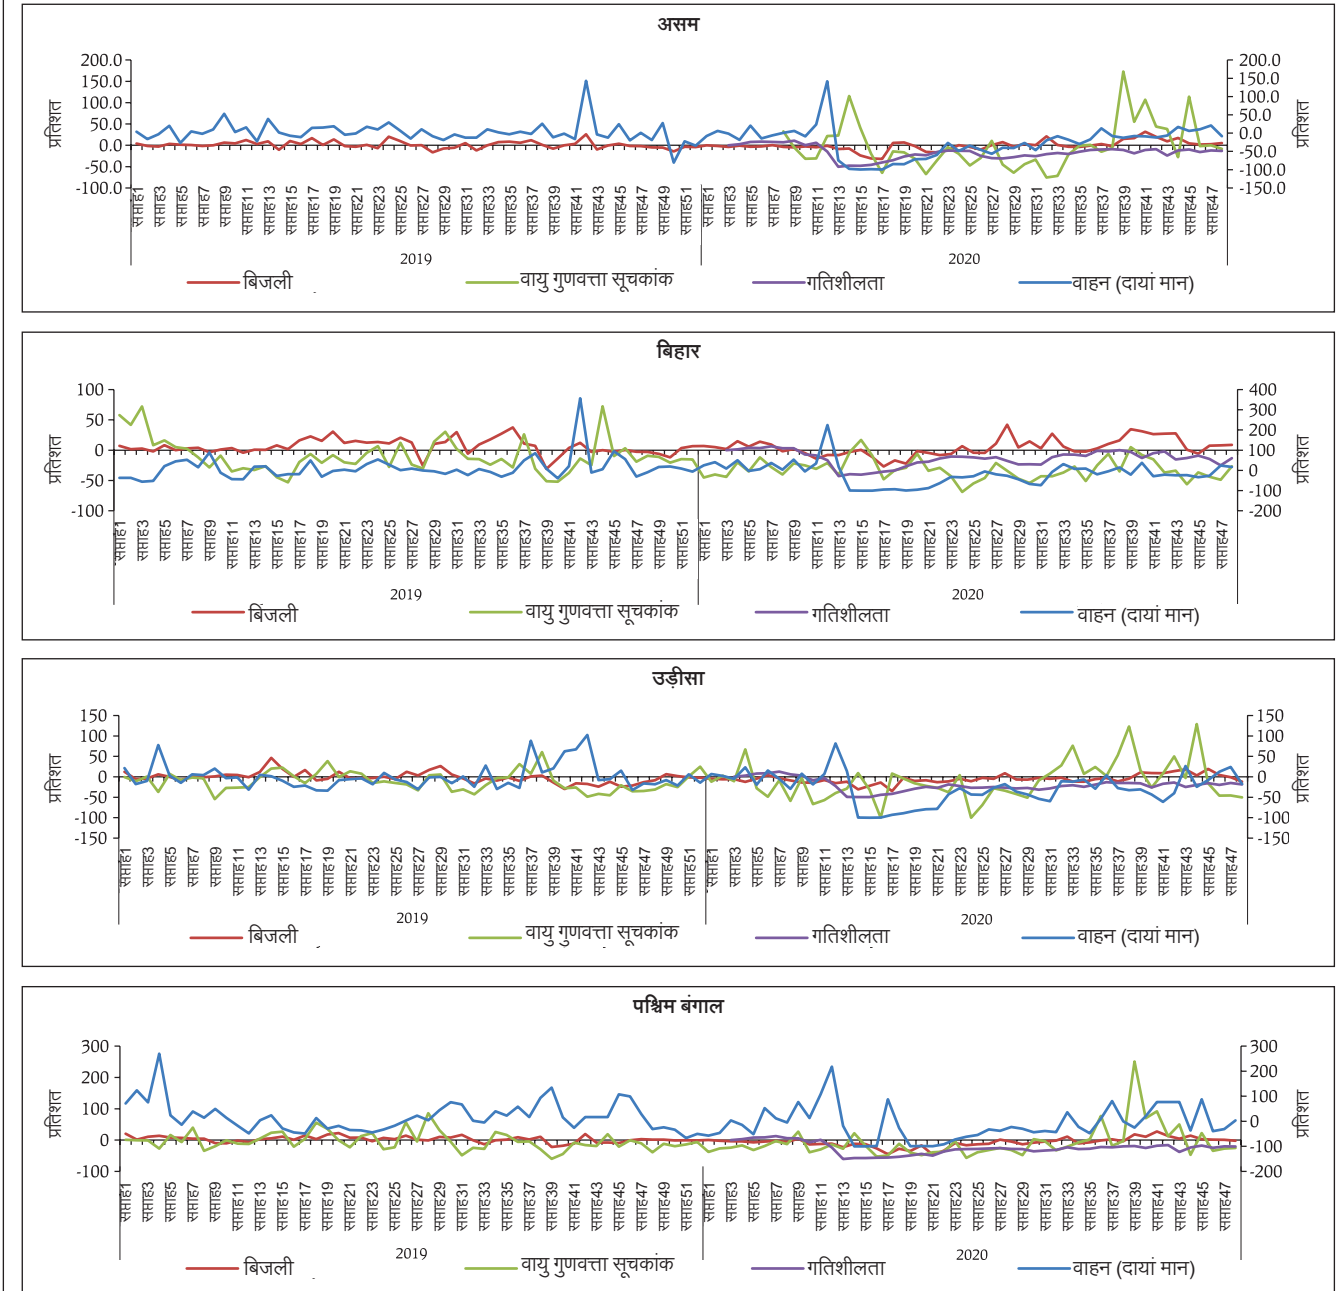 असम
200.0 200.0
150.0 150.0
100.0 100.0
50.0 50.0
0.0 0.0
-50.0 -50.0
-100.0 -100.0
-150.0
प्रतिशत प्रतिशत
सप्ताह1 सप्ताह3 सप्ताह5 सप्ताह7 सप्ताह9 सप्ताह11 सप्ताह13 सप्ताह15 सप्ताह17 सप्ताह19 सप्ताह21 सप्ताह23 सप्ताह25 सप्ताह27 सप्ताह29 सप्ताह31 सप्ताह33 सप्ताह35 सप्ताह37 सप्ताह39 सप्ताह41 सप्ताह43 सप्ताह45 सप्ताह47 सप्ताह49 सप्ताह51 सप्ताह1 सप्ताह3 सप्ताह5 सप्ताह7 सप्ताह9 सप्ताह11 सप्ताह13 सप्ताह15 सप्ताह17 सप्ताह19 सप्ताह21 सप्ताह23 सप्ताह25 सप्ताह27 सप्ताह29 सप्ताह31 सप्ताह33 सप्ताह35 सप्ताह37 सप्ताह39 सप्ताह41 सप्ताह43 सप्ताह45 सप्ताह47
2019 2020
बिजली वायु गुणवत्ता सूचकांक गतिशीलता वाहन (दायां मान)
बिहार
100 400
50 300
0 200
-50 100
-100 0
-100
-200
प्रतिशत प्रतिशत
सप्ताह1 सप्ताह3 सप्ताह5 सप्ताह7 सप्ताह9 सप्ताह11 सप्ताह13 सप्ताह15 सप्ताह17 सप्ताह19 सप्ताह21 सप्ताह23 सप्ताह25 सप्ताह27 सप्ताह29 सप्ताह31 सप्ताह33 सप्ताह35 सप्ताह37 सप्ताह39 सप्ताह41 सप्ताह43 सप्ताह45 सप्ताह47 सप्ताह49 सप्ताह51 सप्ताह1 सप्ताह3 सप्ताह5 सप्ताह7 सप्ताह9 सप्ताह11 सप्ताह13 सप्ताह15 सप्ताह17 सप्ताह19 सप्ताह21 सप्ताह23 सप्ताह25 सप्ताह27 सप्ताह29 सप्ताह31 सप्ताह33 सप्ताह35 सप्ताह37 सप्ताह39 सप्ताह41 सप्ताह43 सप्ताह45 सप्ताह47
2019 2020
बिंजली वायु गुणवत्ता सूचकांक गतिशीलता वाहन (दायां मान)
उड़ीसा
150 150
100 100
50 50
0 0
-50 -50
-100 -100
-150 -150
प्रतिशत प्रतिशत
सप्ताह1 सप्ताह3 सप्ताह5 सप्ताह7 सप्ताह9 सप्ताह11 सप्ताह13 सप्ताह15 सप्ताह17 सप्ताह19 सप्ताह21 सप्ताह23 सप्ताह25 सप्ताह27 सप्ताह29 सप्ताह31 सप्ताह33 सप्ताह35 सप्ताह37 सप्ताह39 सप्ताह41 सप्ताह43 सप्ताह45 सप्ताह47 सप्ताह49 सप्ताह51 सप्ताह1 सप्ताह3 सप्ताह5 सप्ताह7 सप्ताह9 सप्ताह11 सप्ताह13 सप्ताह15 सप्ताह17 सप्ताह19 सप्ताह21 सप्ताह23 सप्ताह25 सप्ताह27 सप्ताह29 सप्ताह31 सप्ताह33 सप्ताह35 सप्ताह37 सप्ताह39 सप्ताह41 सप्ताह43 सप्ताह45 सप्ताह47
2019 2020
बिजली वायु गुणवत्ता सूचकांक गतिशीलता वाहन (दायां मान)
पश्चिम बंगाल
300 300
200 200
100 100
0 0
-100 -100
-200
प्रतिशत प्रतिशत
सप्ताह1 सप्ताह3 सप्ताह5 सप्ताह7 सप्ताह9 सप्ताह11 सप्ताह13 सप्ताह15 सप्ताह17 सप्ताह19 सप्ताह21 सप्ताह23 सप्ताह25 सप्ताह27 सप्ताह29 सप्ताह31 सप्ताह33 सप्ताह35 सप्ताह37 सप्ताह39 सप्ताह41 सप्ताह43 सप्ताह45 सप्ताह47 सप्ताह49 सप्ताह51 सप्ताह1 सप्ताह3 सप्ताह5 सप्ताह7 सप्ताह9 सप्ताह11 सप्ताह13 सप्ताह15 सप्ताह17 सप्ताह19 सप्ताह21 सप्ताह23 सप्ताह25 सप्ताह27 सप्ताह29 सप्ताह31 सप्ताह33 सप्ताह35 सप्ताह37 सप्ताह39 सप्ताह41 सप्ताह43 सप्ताह45 सप्ताह47
2019 2020
बिजली वायु गुणवत्ता सूचकांक गतिशीलता वाहन (दायां मान)